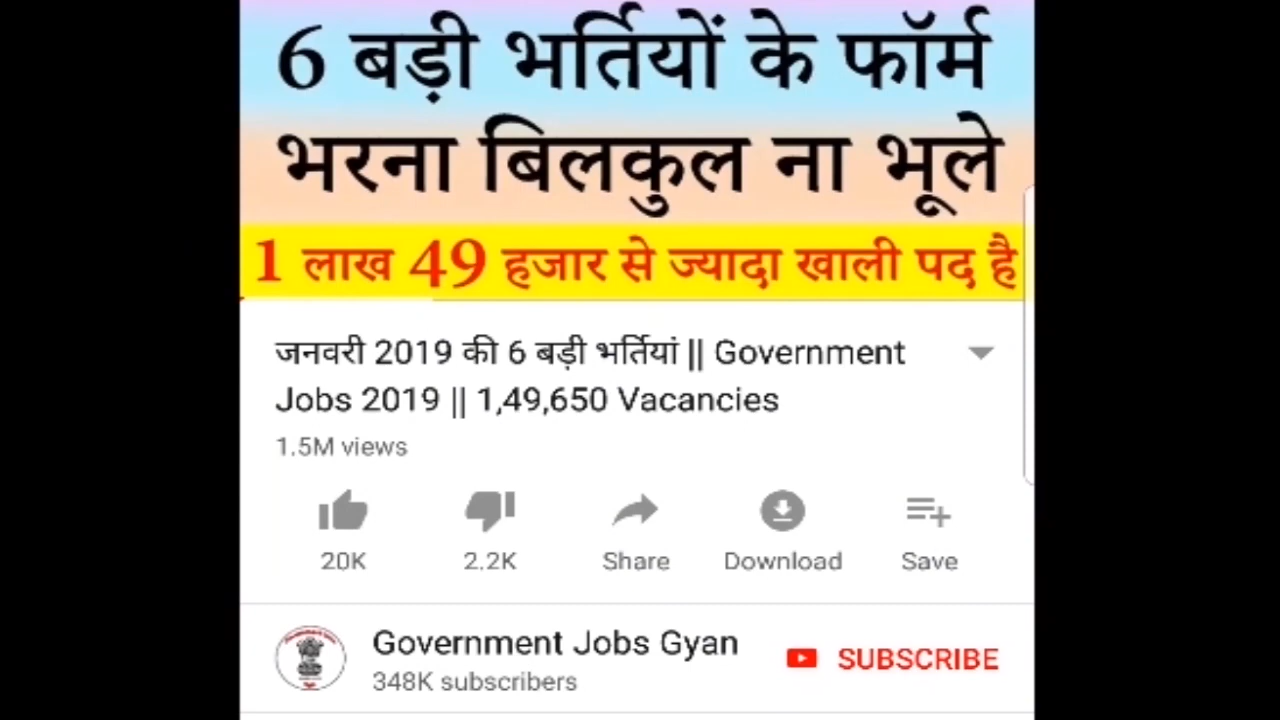 6 बड़ी भर्तियों के फॉर्म
भरना बिलकुल ना भूले
1 लाख 49 हजार से ज्यादा खाली पद है
जनवरी 2019 की 6 बड़ी भर्तियां || Government
Jobs 2019 || 1,49,650 Vacancies
1.5M views
20K 2.2K Share Download Save
Government Jobs Gyan
348K subscribers
SUBSCRIBE